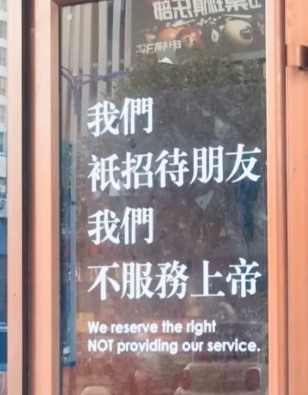 我們
衹招待朋友
我們
不服務上帝
We reserve the right
NOT providing our service.